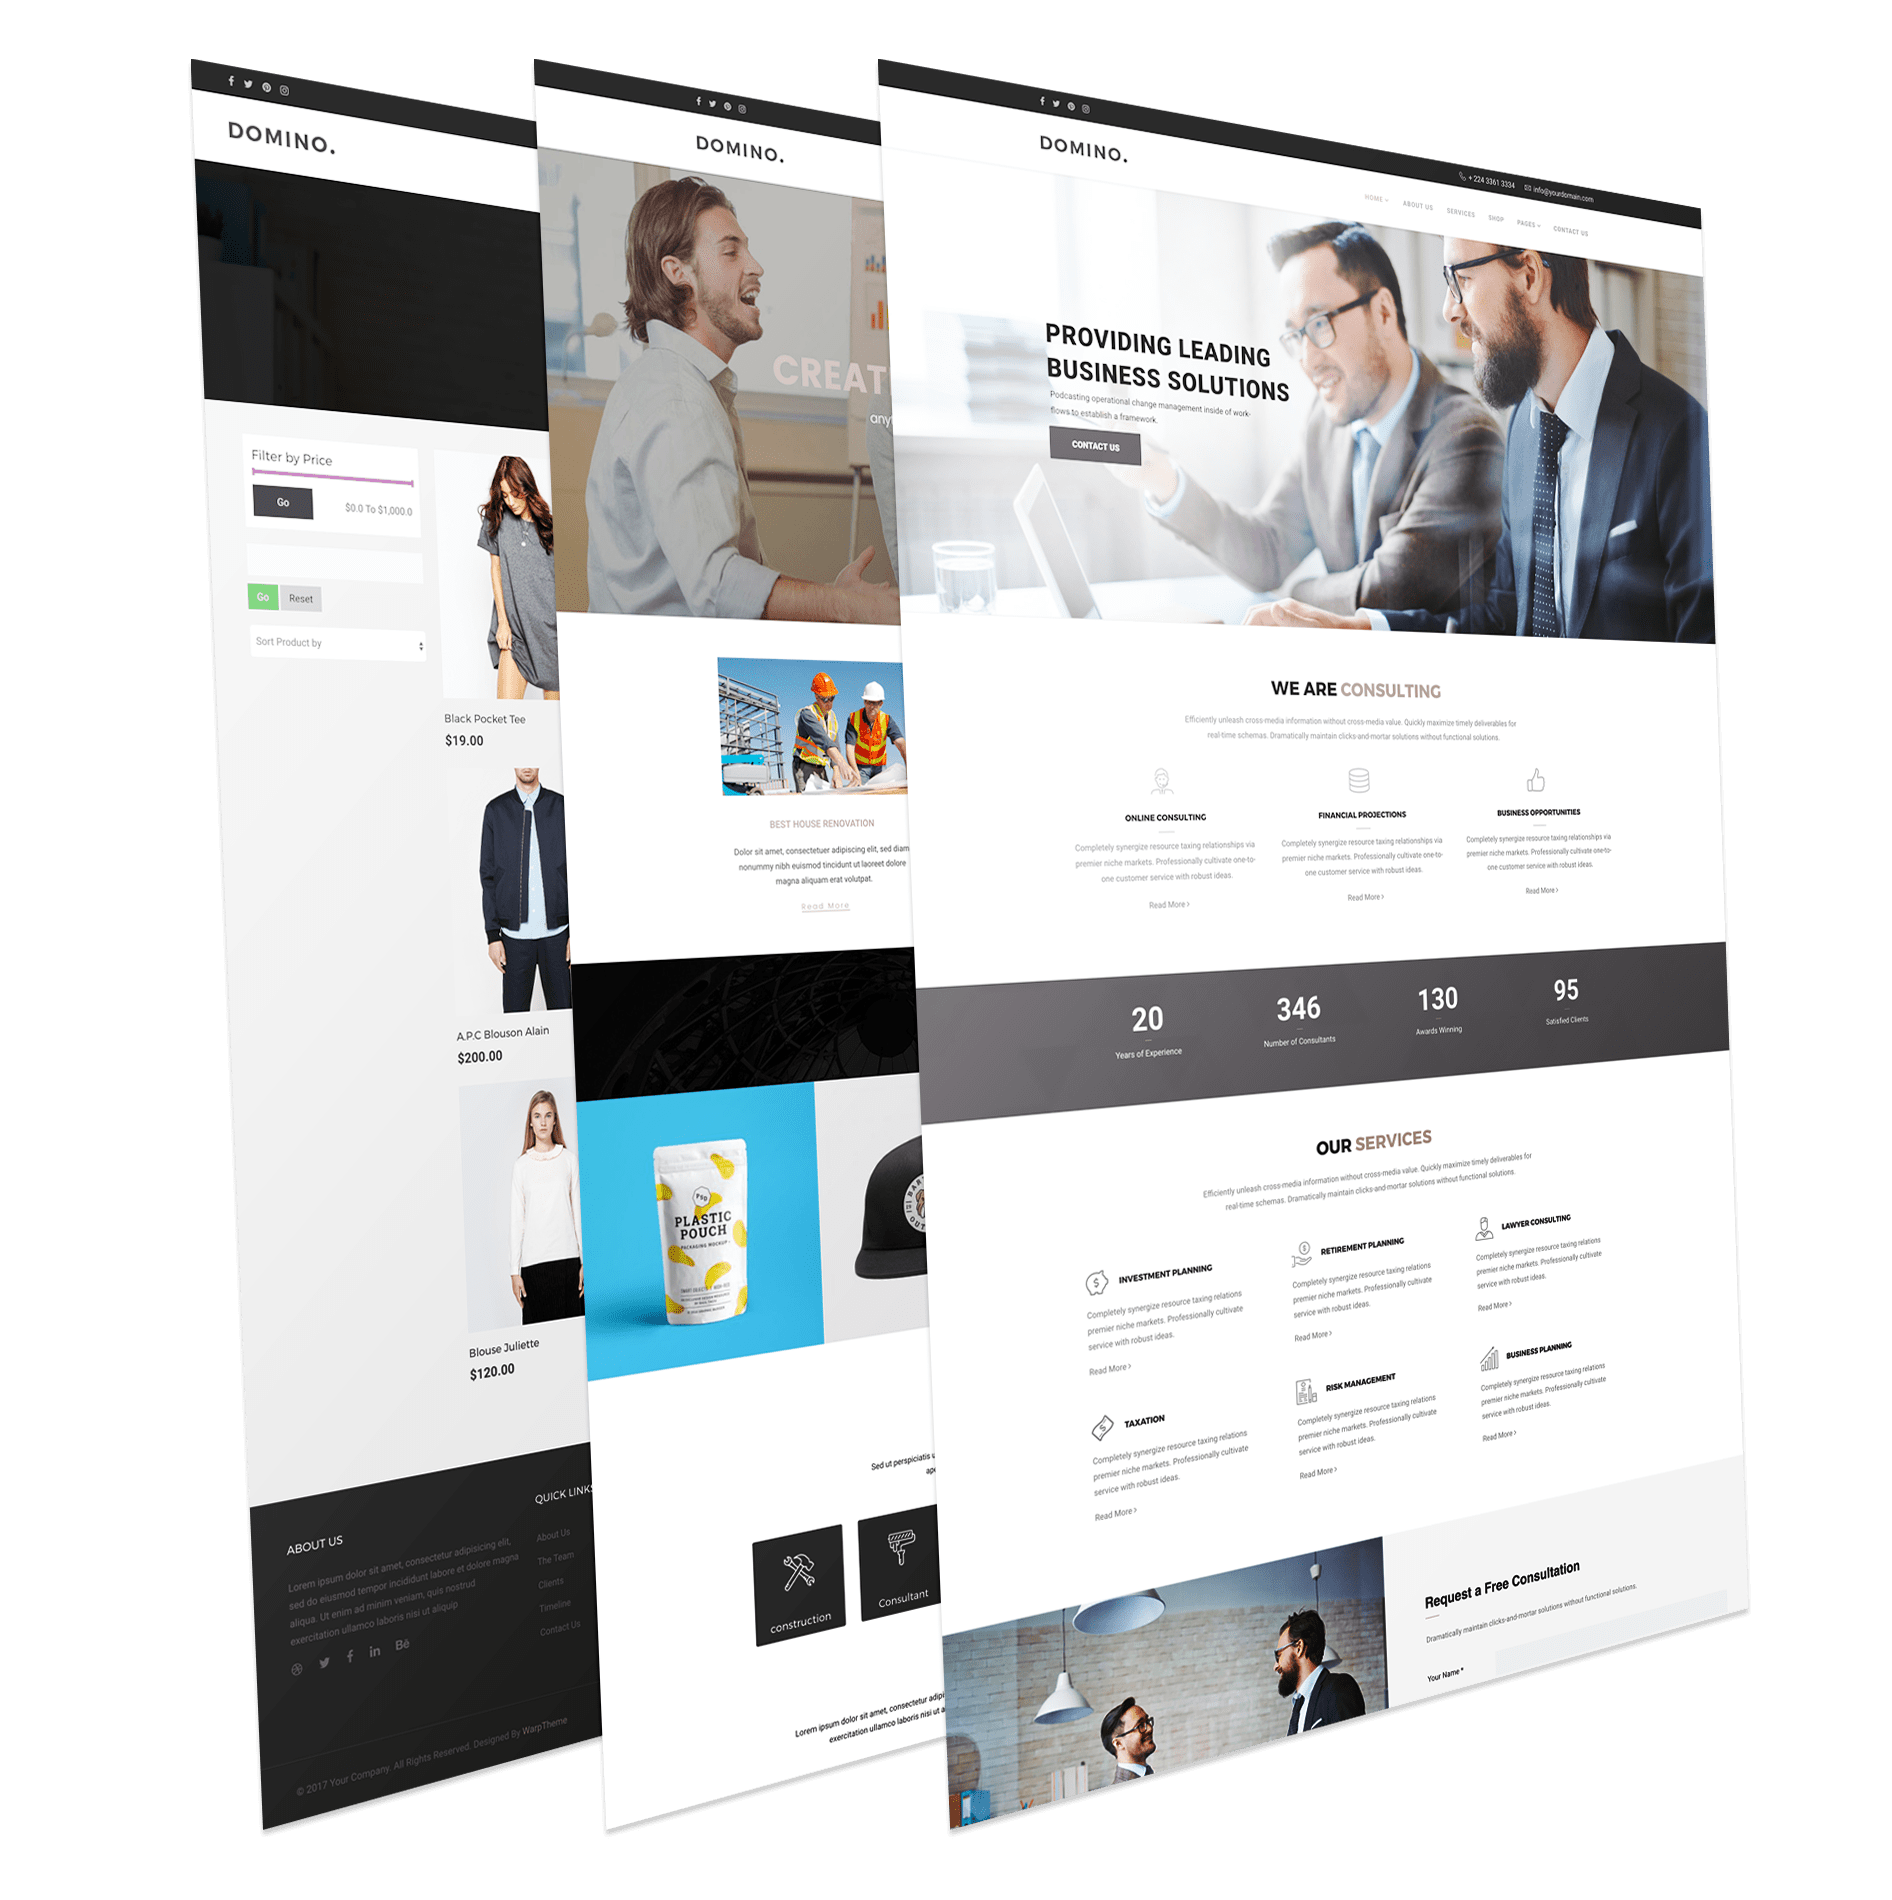 DOMINO.
Filter by Price
Go
$0.0 To $1,000.0
Go
Reset
Sort Product by
Black Pocket Tee
$19.00
A.P.C Blouson Alain
$200.00
Blouse Juliette
$120.00
ABOUT US
Lorem ipsum dolor sit amet, consectetur adipisicing elit,
sed do eiusmod tempor incididunt labore et dolore magna
aliqua. Ut enim ad minim veniam, quis nostrud
exercitation ullamco laboris nisi ut aliquip
in
Bē
QUICK LINKS
About Us
The Team
Clients
Timeline
Contact Us
© 2017 Your Company. All Rights Reserved. Designed By WarpTheme
DOMINO.
CREAT
any
BEST HOUSE RENOVATION
Dolor sit amet, consectetuer adipiscing elit, sed diam
nonummy nibh euismod tincidunt ut laoreet dolore
magna aliquam erat volutpat.
Read More
PSD
PLASTIC
POUCH
PACKAGING MOCKUP
BAR
OUT
Sed ut perspiciatis u
ape
construction
Consultant
Lorem ipsum dolor sit amet, consectetur adipi
exercitation ullamco laboris nisi ut a
+ 224 3361 3334
info@yourdomain.com
DOMINO.
HOME
ABOUT US
SERVICES
SHOP
PAGES
CONTACT US
PROVIDING LEADING
BUSINESS SOLUTIONS
Podcasting operational change management inside of work-
flows to establish a framework.
CONTACT US
WE ARE CONSULTING
Efficiently unleash cross-media information without cross-media value. Quickly maximize timely deliverables for
real-time schemas. Dramatically maintain clicks-and-mortar solutions without functional solutions.
ONLINE CONSULTING
Completely synergize resource taxing relationships via
premier niche markets. Professionally cultivate one-to-
one customer service with robust ideas.
Read More >
FINANCIAL PROJECTIONS
Completely synergize resource taxing relationships via
premier niche markets. Professionally cultivate one-to-
one customer service with robust ideas.
Read More >
BUSINESS OPPORTUNITIES
Completely synergize resource taxing relationships via
premier niche markets. Professionally cultivate one-to-
one customer service with robust ideas.
Read More >
20
Years of Experience
346
Number of Consultants
130
Awards Winning
95
Satisfied Clients
OUR SERVICES
Efficiently unleash cross-media information without cross-media value. Quickly maximize timely deliverables for
real-time schemas. Dramatically maintain clicks-and-mortar solutions without functional solutions.
INVESTMENT PLANNING
Completely synergize resource taxing relations
premier niche markets. Professionally cultivate
service with robust ideas.
Read More >
RETIREMENT PLANNING
Completely synergize resource taxing relations
premier niche markets. Professionally cultivate
service with robust ideas.
Read More >
LAWYER CONSULTING
Completely synergize resource taxing relations
premier niche markets. Professionally cultivate
service with robust ideas.
Read More >
TAXATION
Completely synergize resource taxing relations
premier niche markets. Professionally cultivate
service with robust ideas.
Read More >
RISK MANAGEMENT
Completely synergize resource taxing relations
premier niche markets. Professionally cultivate
service with robust ideas.
Read More >
BUSINESS PLANNING
Completely synergize resource taxing relations
premier niche markets. Professionally cultivate
service with robust ideas.
Read More >
Request a Free Consultation
Dramatically maintain clicks-and-mortar solutions without functional solutions.
Your Name *